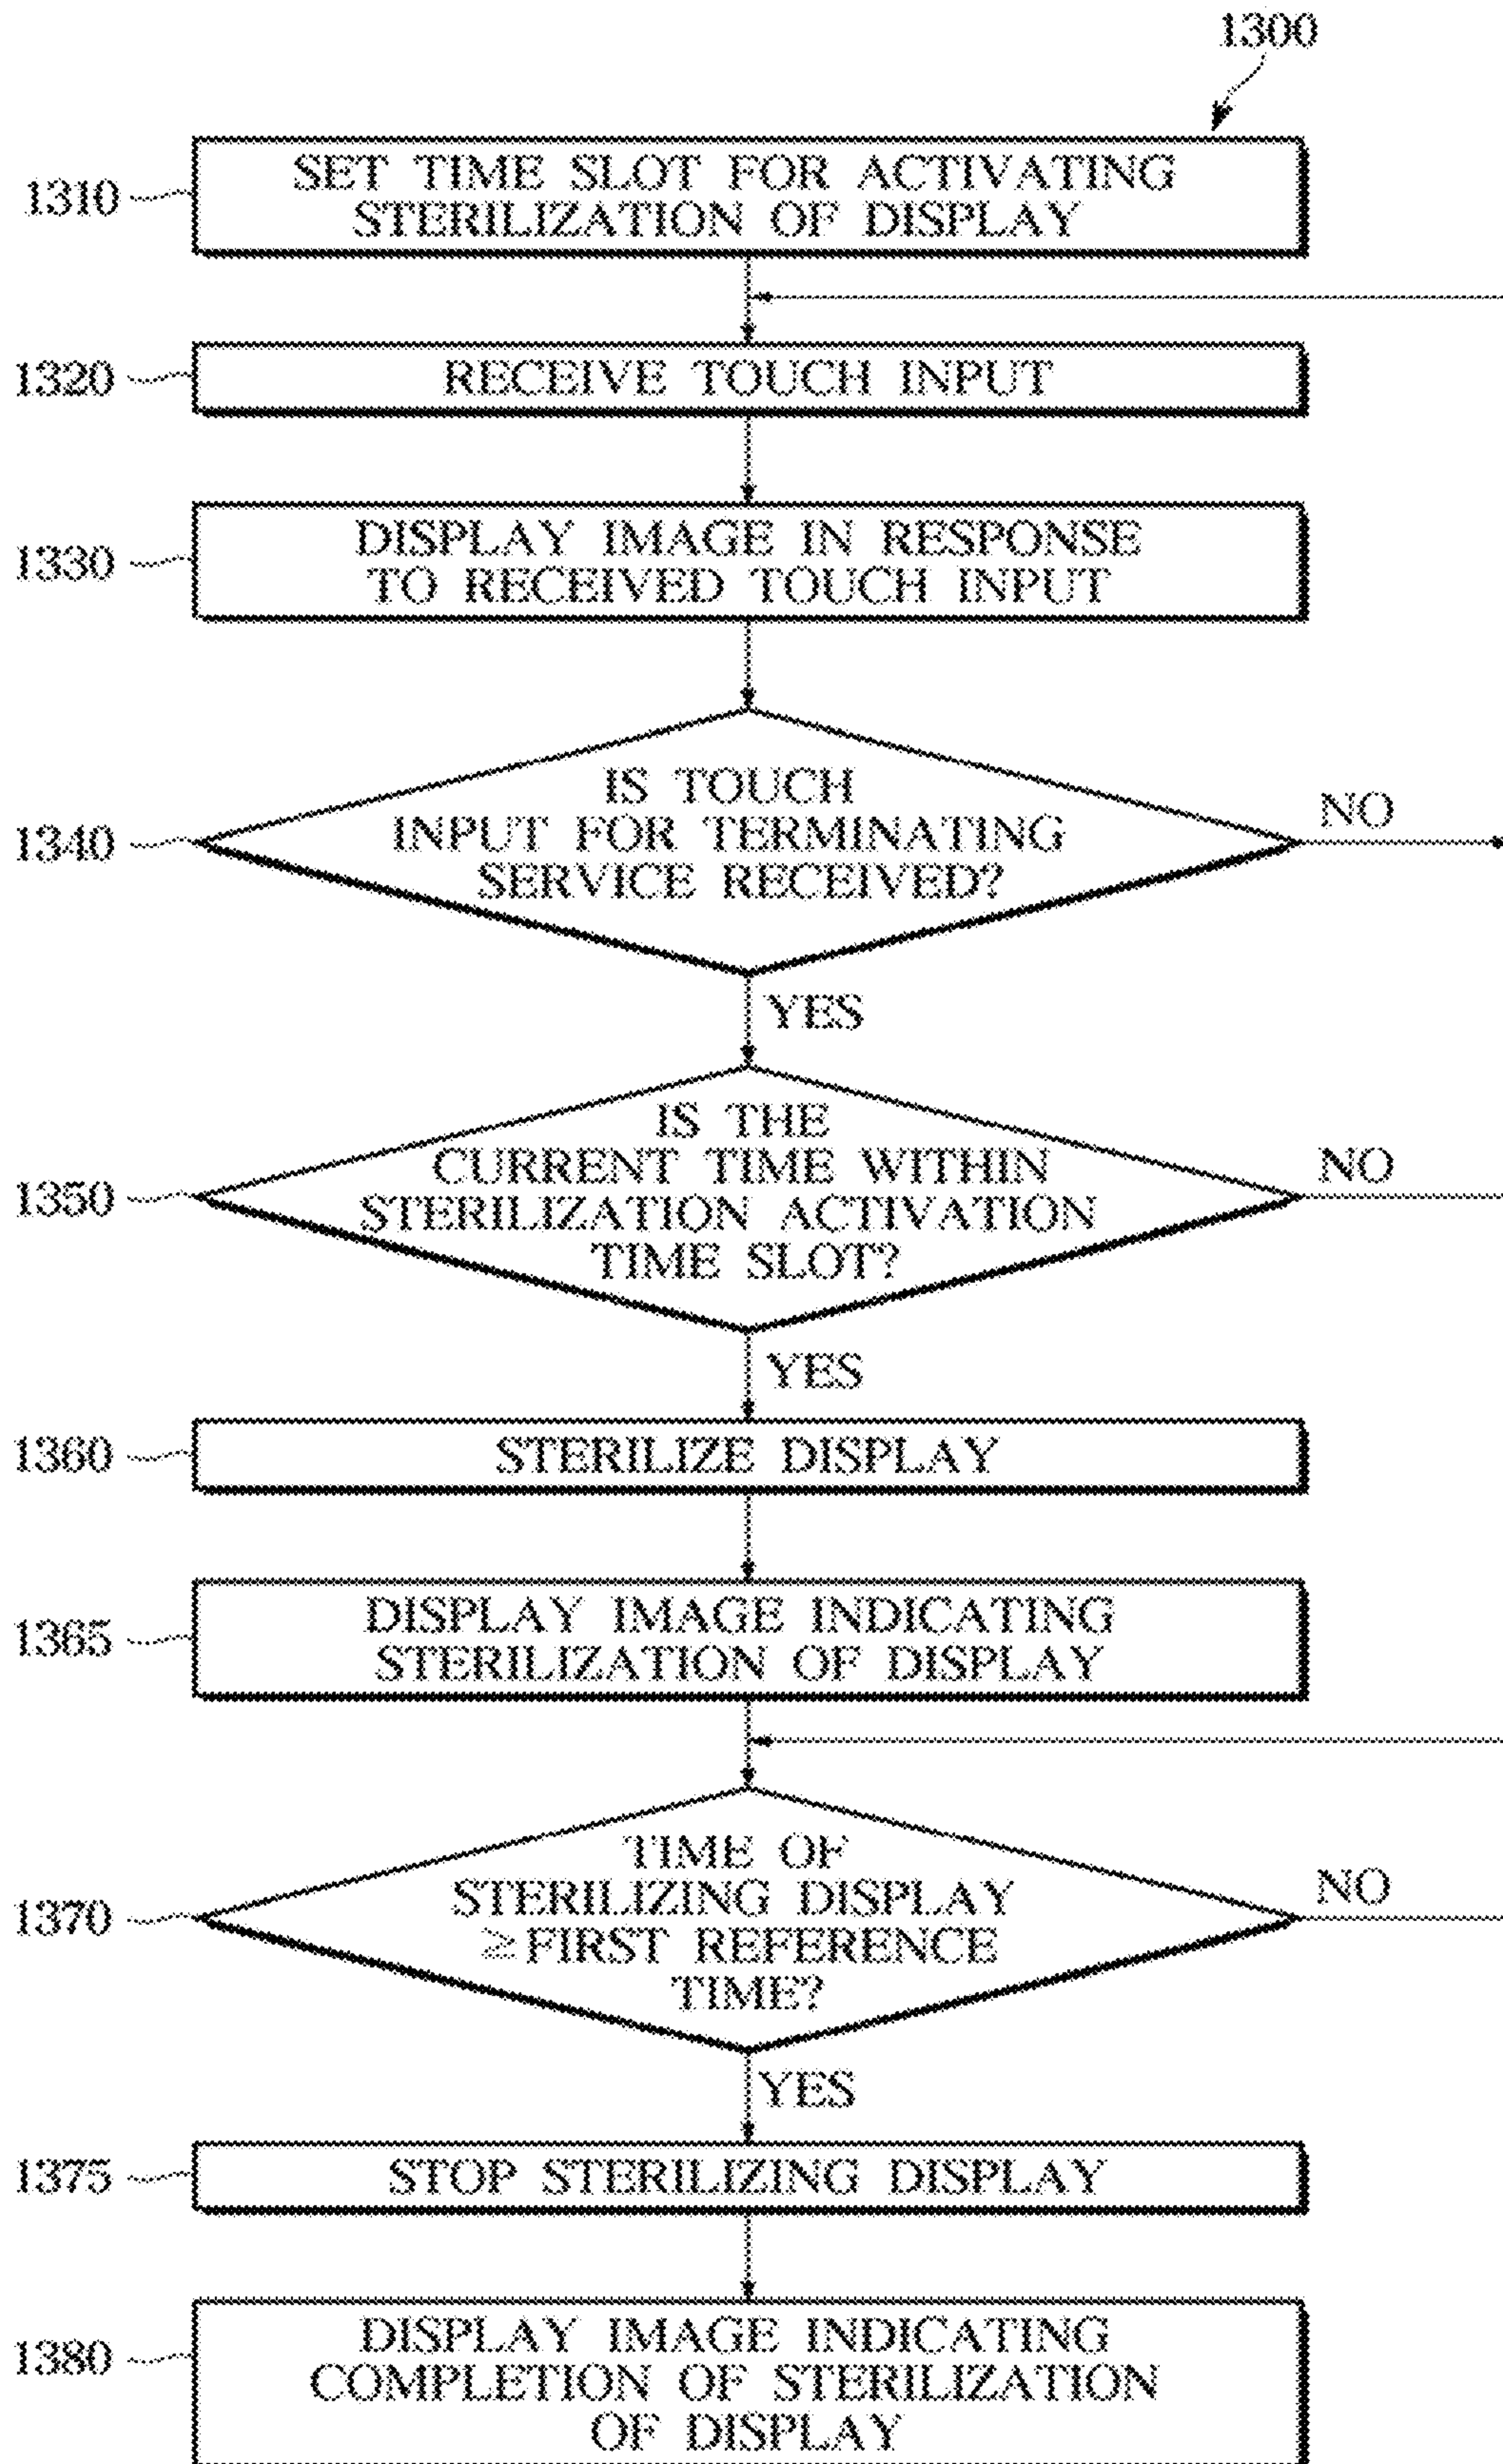 1300
1310
SET TIME SLOT FOR ACTIVATING
STERILIZATION OF DISPLAY
1320
RECEIVE TOUCH INPUT
1330
DISPLAY IMAGE IN RESPONSE
TO RECEIVED TOUCH INPUT
1340
IS TOUCH
INPUT FOR TERMINATING
SERVICE RECEIVED?
NO
YES
1350
IS THE
CURRENT TIME WITHIN
STERILIZATION ACTIVATION
TIME SLOT?
NO
YES
1360
STERILIZE DISPLAY
1365
DISPLAY IMAGE INDICATING
STERILIZATION OF DISPLAY
1370
TIME OF
STERILIZING DISPLAY
≥FIRST REFERENCE
TIME?
NO
YES
1375
STOP STERILIZING DISPLAY
1380
DISPLAY IMAGE INDICATING
COMPLETION OF STERILIZATION
OF DISPLAY